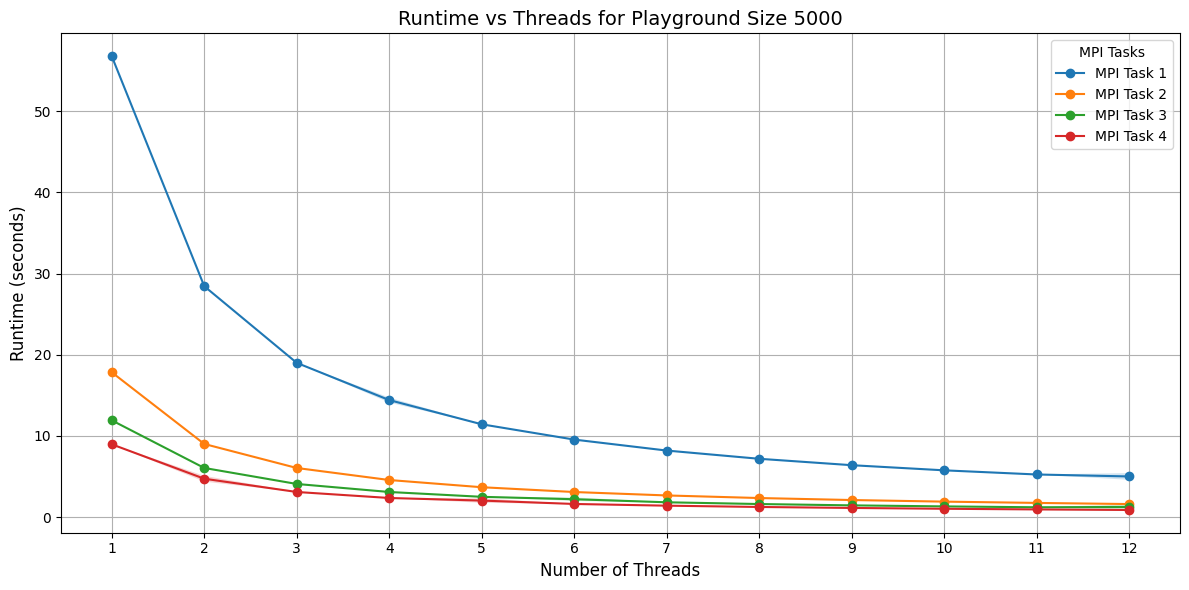 Runtime vs Threads for Playground Size 5000
MPI Tasks
MPI Task 1
MPI Task 2
MPI Task 3
MPI Task 4
Runtime (seconds)
50
40
30
20
10
0
1 2 3 4 5 6 7 8 9 10 11 12
Number of Threads